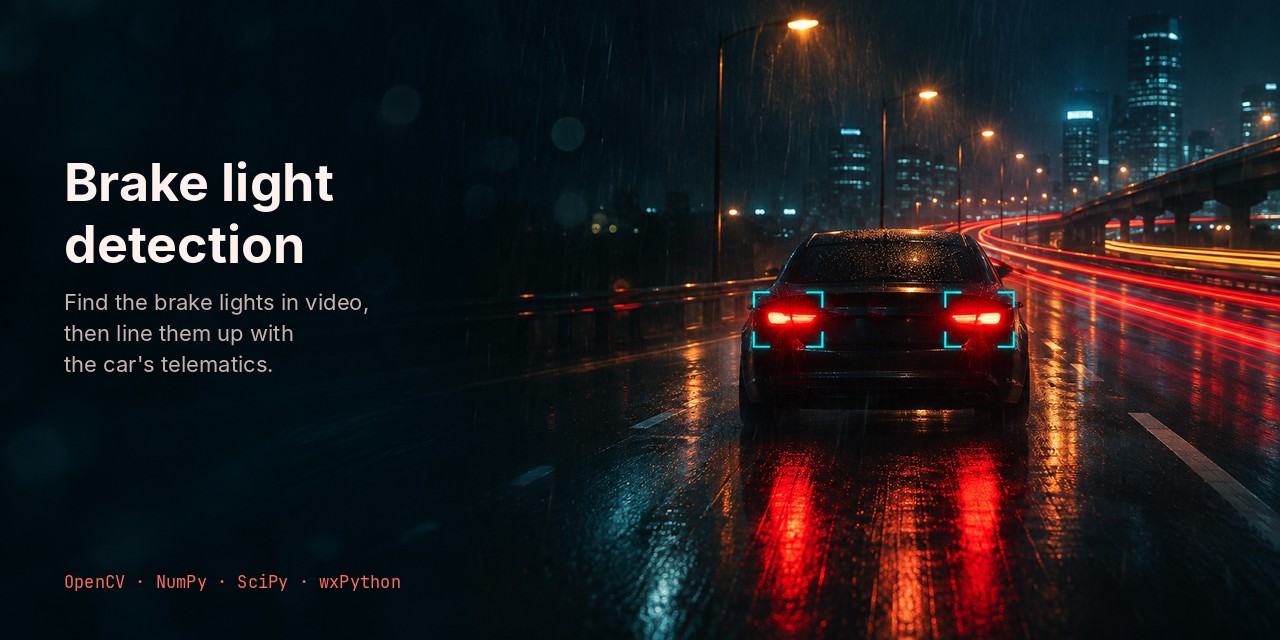 Brake light
detection
Find the brake lights in video,
then line them up with
the car's telematics.
OpenCV · NumPy · SciPy · wxPython